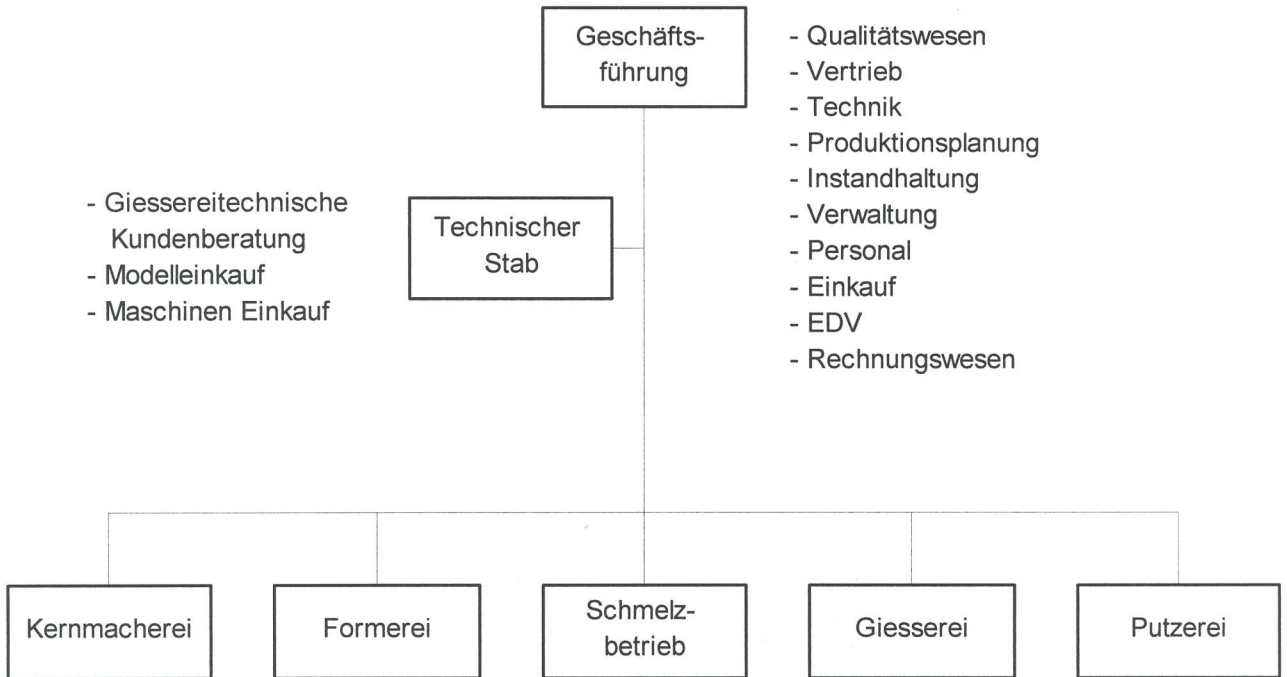 Geschäfts-
führung
- Qualitätswesen
- Vertrieb
- Technik
- Produktionsplanung
- Instandhaltung
- Verwaltung
- Personal
- Einkauf
- EDV
- Rechnungswesen
- Giessereitechnische
Kundenberatung
- Modelleinkauf
- Maschinen Einkauf
Technischer
Stab
Kernmacherei
Formerei
Schmelz-
betrieb
Giesserei
Putzerei